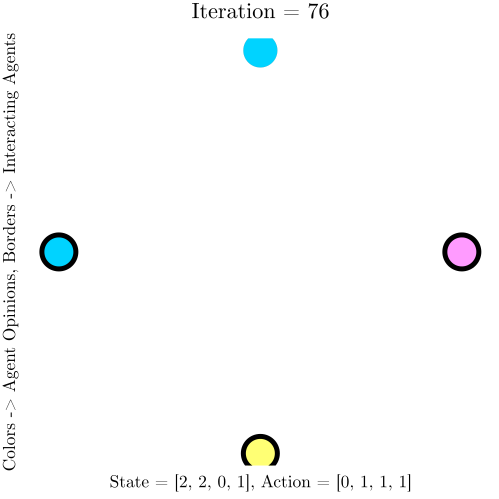 Iteration = 76
Colors -> Agent Opinions, Borders -> Interacting Agents
State = [2, 2, 0, 1], Action = [0, 1, 1, 1]